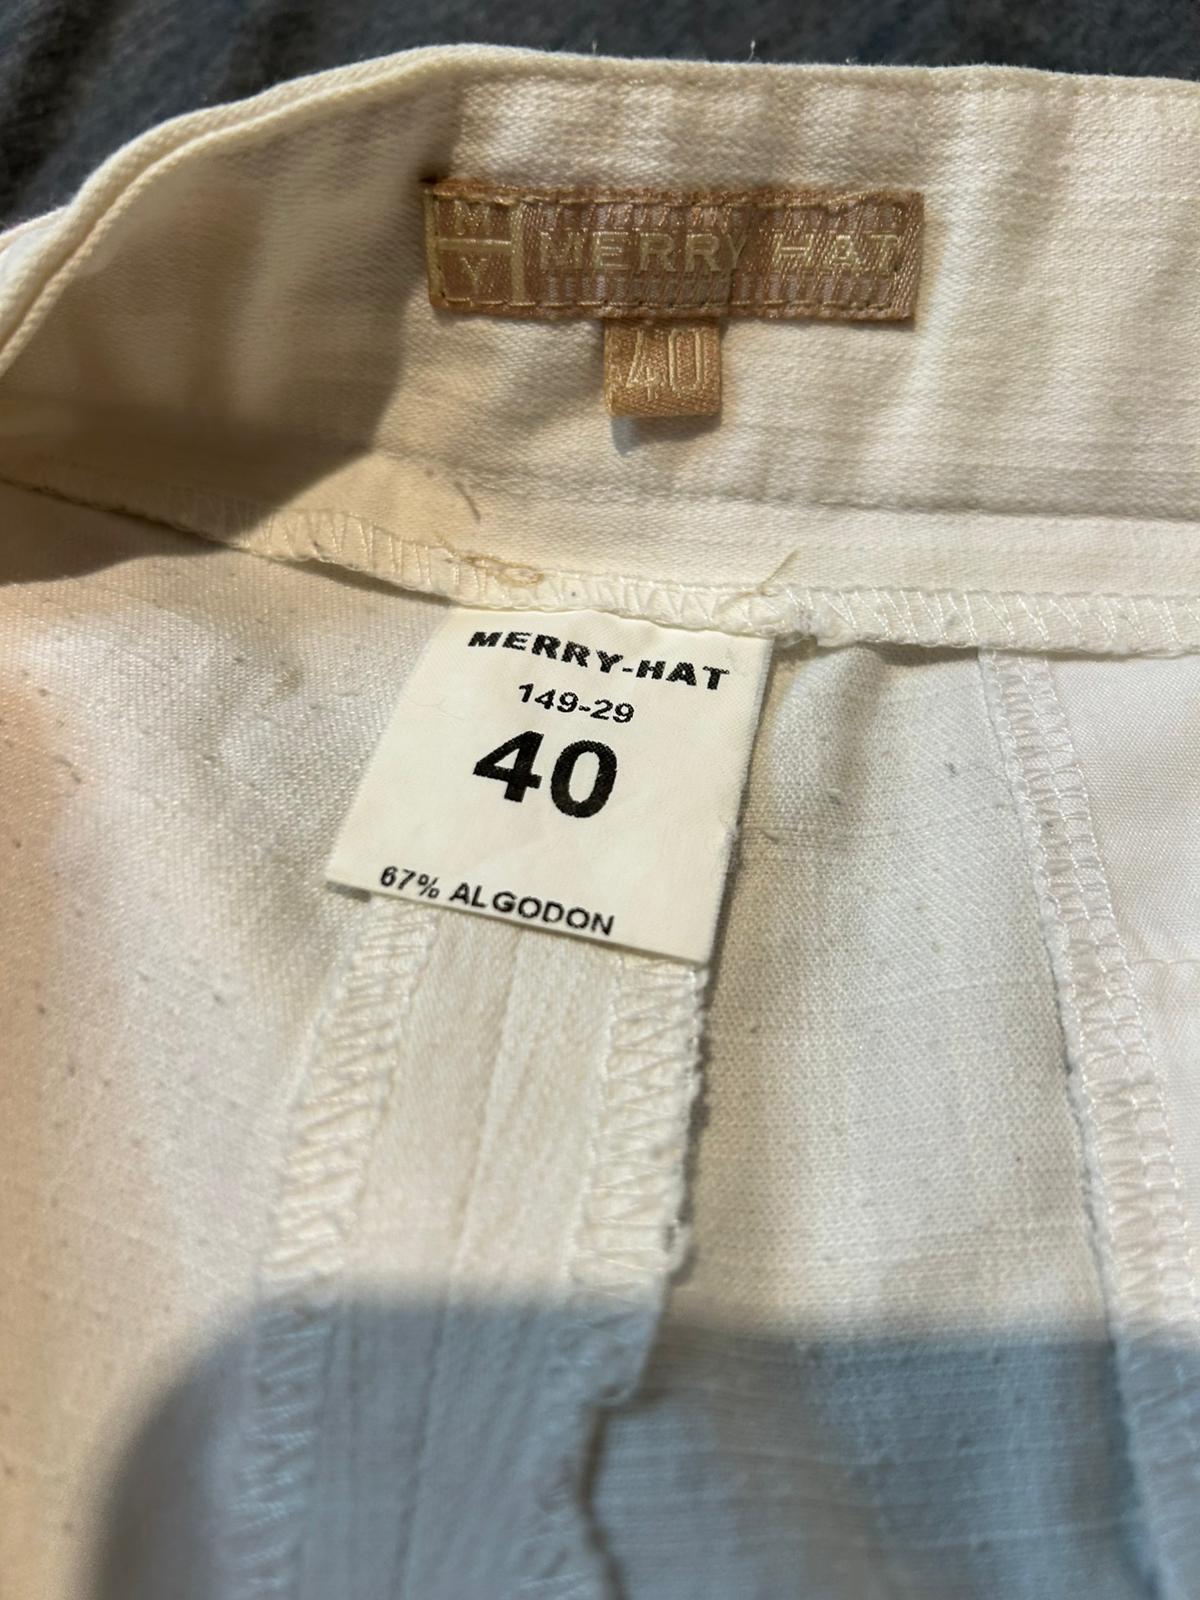 M
Y
H
MERRY HAT
40
MERRY-HAT
149-29
40
67% ALGODON